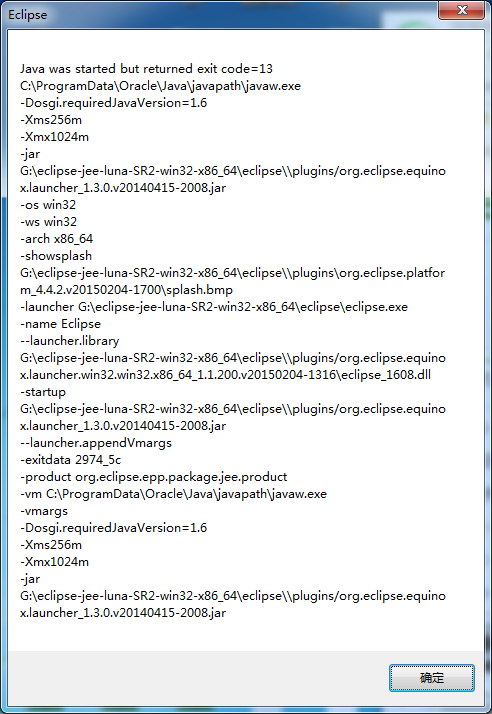 Eclipse
Java was started but returned exit code=13
C:\ProgramData\Oracle\Java\javapath\javaw.exe
-Dosgi.requiredJavaVersion=1.6
-Xms256m
-Xmx1024m
-jar
G:\eclipse-jee-luna-SR2-win32-x86_64\eclipse\\plugins/org.eclipse.equino
x.launcher_1.3.0.v20140415-2008.jar
-os win32
-ws win32
-arch x86_64
-showsplash
G:\eclipse-jee-luna-SR2-win32-x86_64\eclipse\\plugins\org.eclipse.platfor
m_4.4.2.v20150204-1700\splash.bmp
-launcher G:\eclipse-jee-luna-SR2-win32-x86_64\eclipse\eclipse.exe
-name Eclipse
--launcher.library
G:\eclipse-jee-luna-SR2-win32-x86_64\eclipse\\plugins/org.eclipse.equino
x.launcher.win32.win32.x86_64_1.1.200.v20150204-1316\eclipse_1608.dll
-startup
G:\eclipse-jee-luna-SR2-win32-x86_64\eclipse\\plugins/org.eclipse.equino
x.launcher_1.3.0.v20140415-2008.jar
--launcher.appendVmargs
-exitdata 2974_5c
-product org.eclipse.epp.package.jee.product
-vm C:\ProgramData\Oracle\Java\javapath\javaw.exe
-vmargs
-Dosgi.requiredJavaVersion=1.6
-Xms256m
-Xmx1024m
-jar
G:\eclipse-jee-luna-SR2-win32-x86_64\eclipse\\plugins/org.eclipse.equino
x.launcher_1.3.0.v20140415-2008.jar
确定